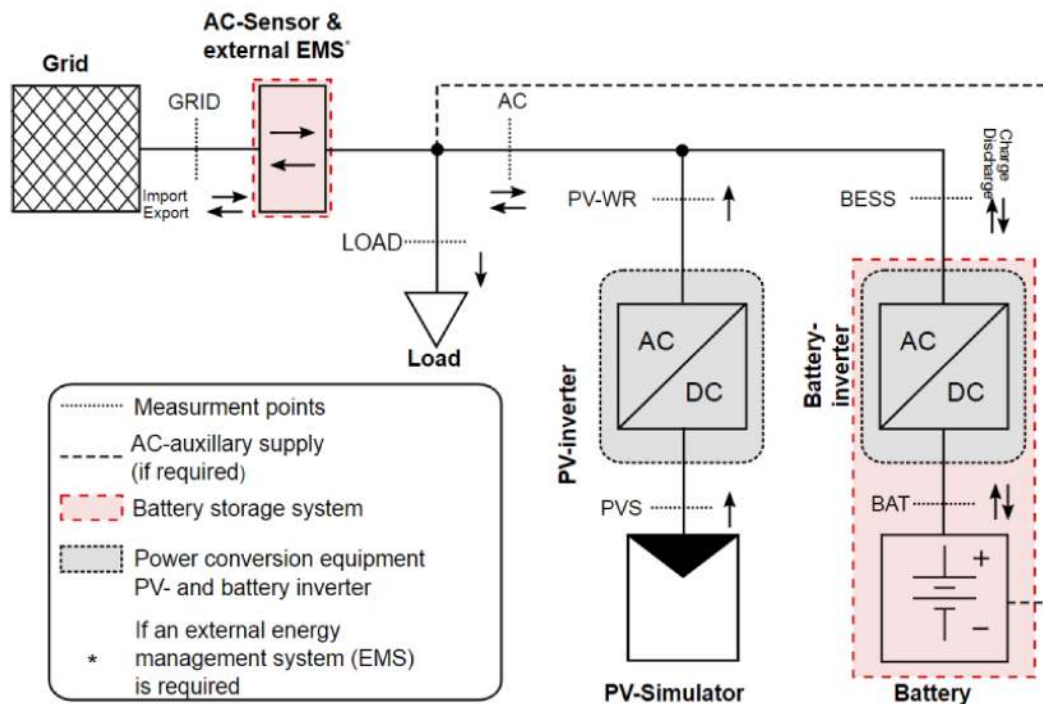 AC-Sensor &
external EMS*
Grid
GRID
AC
Import
Export
Charge
Discharge
PV-WR
BESS
LOAD
Load
AC
DC
PV-inverter
AC
DC
Battery-
inverter
PVS
BAT
+
−
PV-Simulator
Battery
Measurment points
AC-auxillary supply
(if required)
Battery storage system
Power conversion equipment
PV- and battery inverter
If an external energy
* management system (EMS)
is required